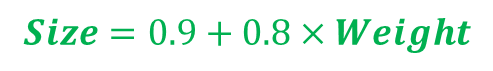 Size = 0.9 + 0.8 × Weight